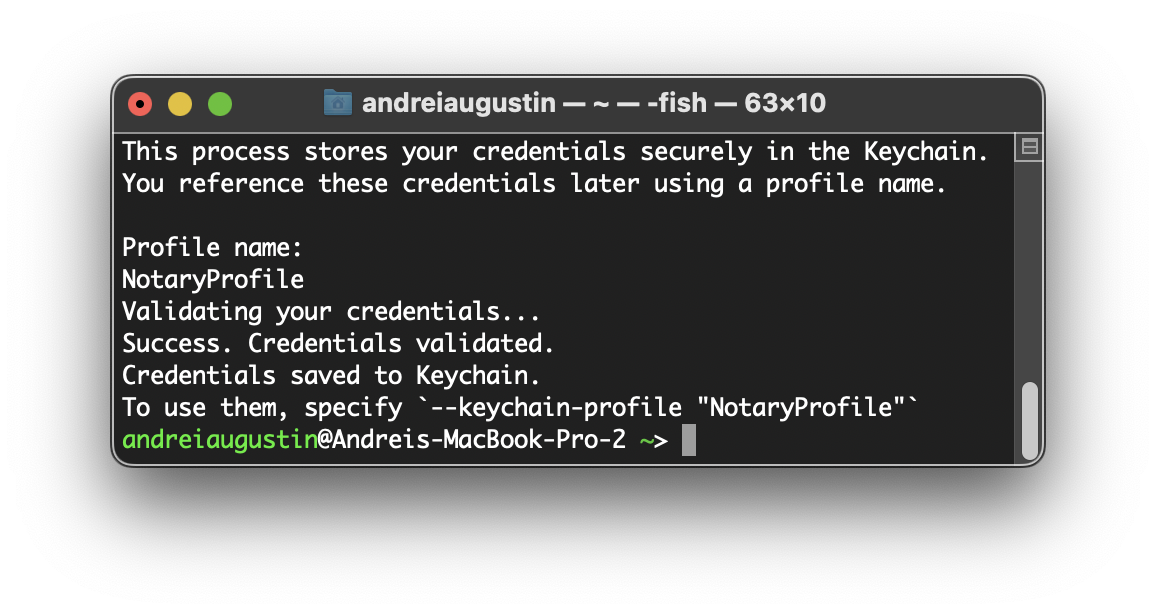 andreiaugustin — ~ — -fish — 63×10
This process stores your credentials securely in the Keychain.
You reference these credentials later using a profile name.
Profile name:
NotaryProfile
Validating your credentials...
Success. Credentials validated.
Credentials saved to Keychain.
To use them, specify `--keychain-profile "NotaryProfile"`
andreiaugustin@Andreis-MacBook-Pro-2 ~>